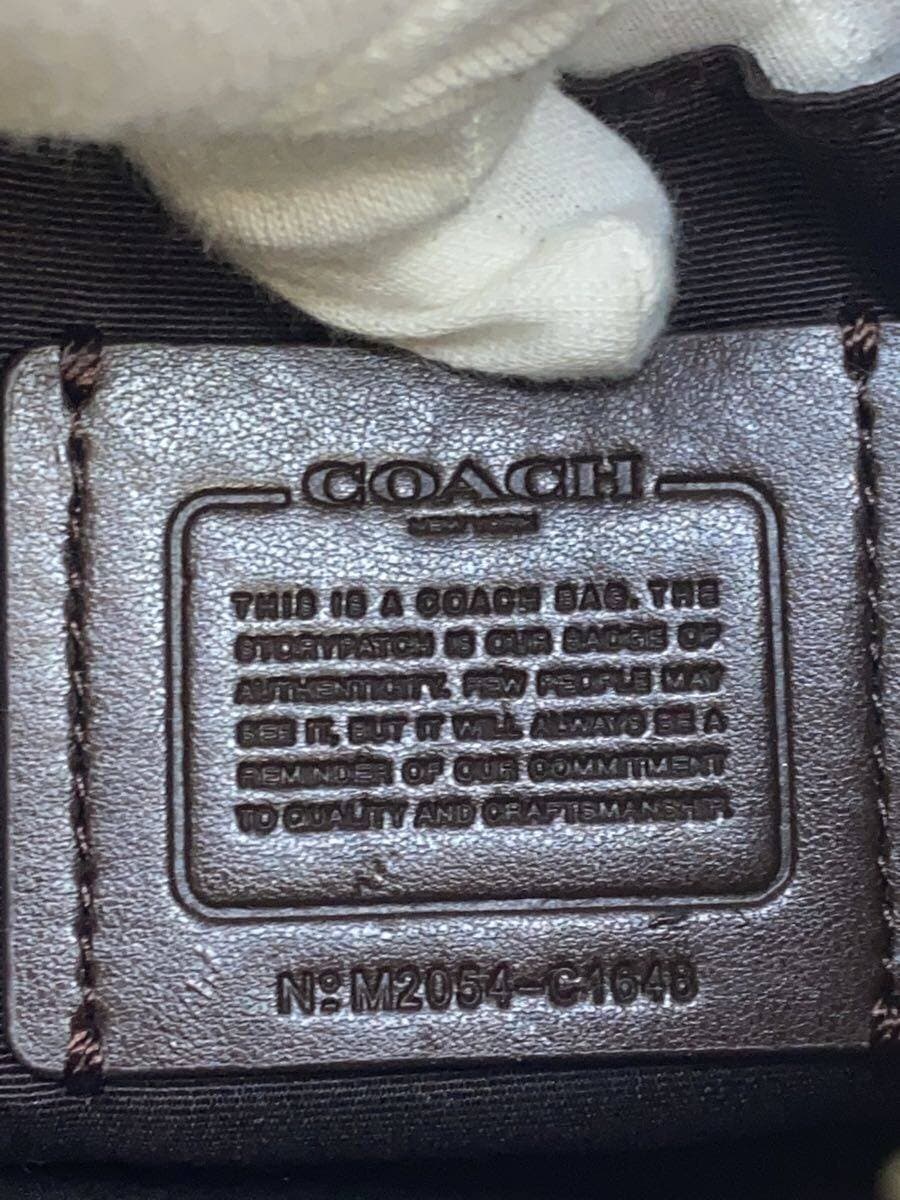 COACH
NEW YORK
THIS IS A COACH BAG. THE
STORYPATCH IS OUR BADGE OF
AUTHENTICITY. FEW PEOPLE MAY
SEE IT, BUT IT WILL ALWAYS BE A
REMINDER OF OUR COMMITMENT
TO QUALITY AND CRAFTSMANSHIP.
Nº M2054-C1648